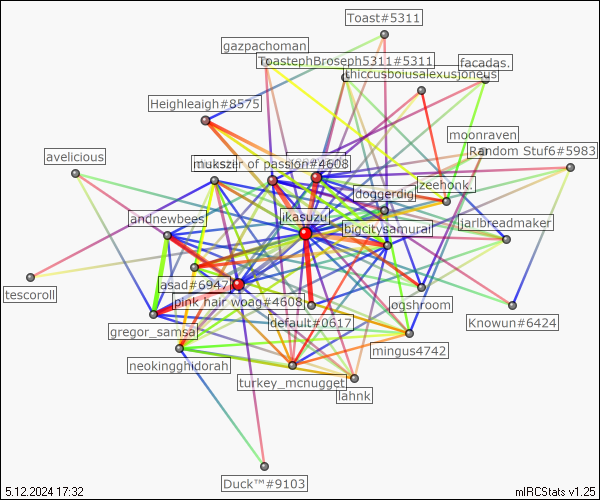 Toast#5311
gazpachoman
ToastephBroseph5311#5311
facadas.
thiccusboiusalexusjoneus
Heighleaigh#8575
moonraven
Random Stuf6#5983
avelicious
of passion#4608
zeehonk.
doggerdig
andnewbees
ikasuzu
bigcitysamurai
jarlbreadmaker
tescoroll
asad#6947
pink hair woag#4608
ogshroom
gregor_samsa
default#0617
Knowun#6424
mingus4742
neokingghidorah
turkey_mcnugget
lahnk
Duck™#9103
5.12.2024 17:32
mIRCStats v1.25